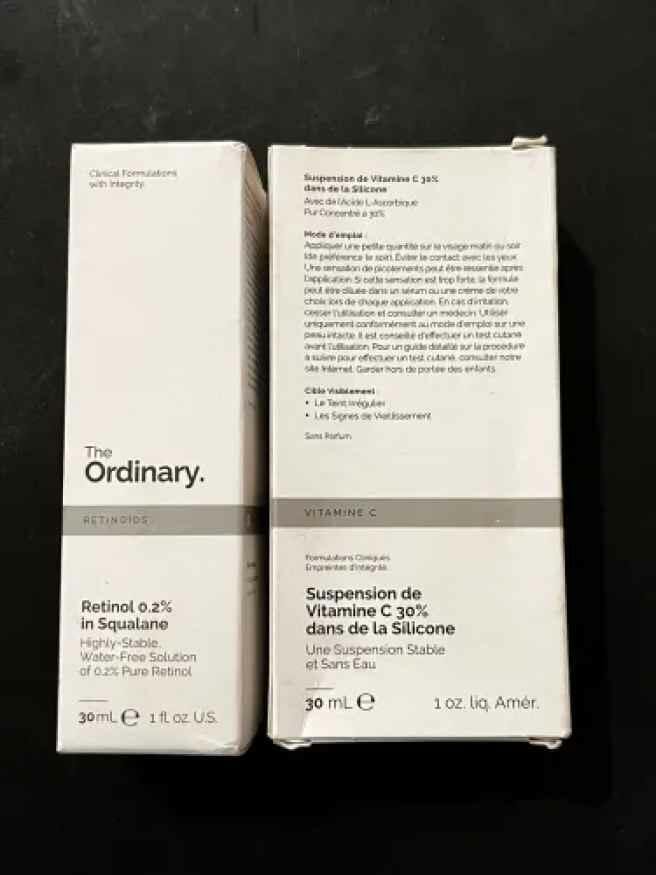 Clinical Formulations
with Integrity.
The
Ordinary.
RETINOIDS
Retinol 0.2%
in Squalane
Highly-Stable,
Water-Free Solution
of 0.2% Pure Retinol
30 mL e 1 fl. oz. U.S.
Suspension de Vitamine C 30%
dans de la Silicone
Avec de l'Acide L-Ascorbique
Pur Concentré à 30%
Mode d'emploi :
Appliquer une petite quantité sur le visage matin ou soir
(de préférence le soir). Éviter le contact avec les yeux.
Une sensation de picotements peut être ressentie après
l'application. Si cette sensation est trop forte, la formule
peut être diluée dans un sérum ou une crème de votre
choix lors de chaque application. En cas d'irritation,
cesser l'utilisation et consulter un médecin. Utiliser
uniquement conformément au mode d'emploi sur une
peau intacte. Il est conseillé d'effectuer un test cutané
avant l'utilisation. Pour un guide détaillé sur la procédure
à suivre pour effectuer un test cutané, consulter notre
site Internet. Garder hors de portée des enfants.
Cible Visiblement :
• Le Teint Irrégulier
• Les Signes de Vieillissement
Sans Parfum.
VITAMINE C
Formulations Cliniques
Empreintes d'Intégrité.
Suspension de
Vitamine C 30%
dans de la Silicone
Une Suspension Stable
et Sans Eau
30 mL e 1 oz. liq. Amér.